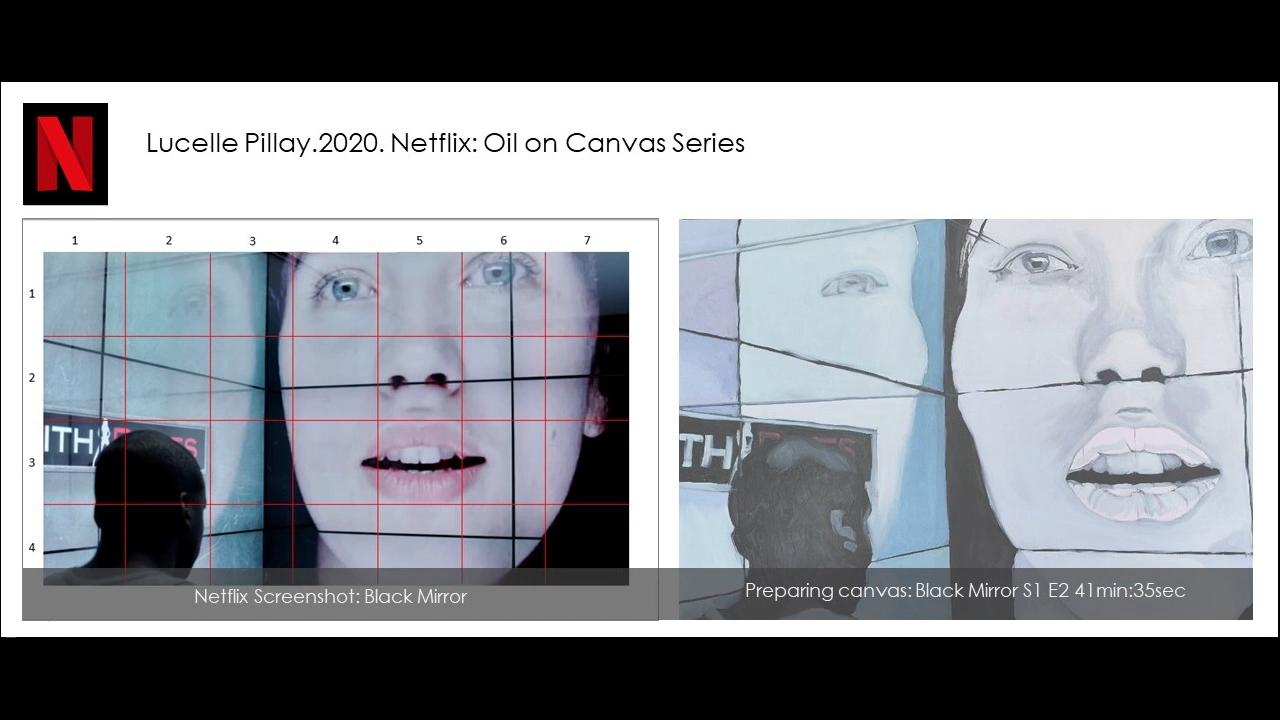 N
Lucelle Pillay.2020. Netflix: Oil on Canvas Series
1 2 3 4 5 6 7
1
2
3
4
ITH
ITH
Netflix Screenshot: Black Mirror
Preparing canvas: Black Mirror S1 E2 41min:35sec